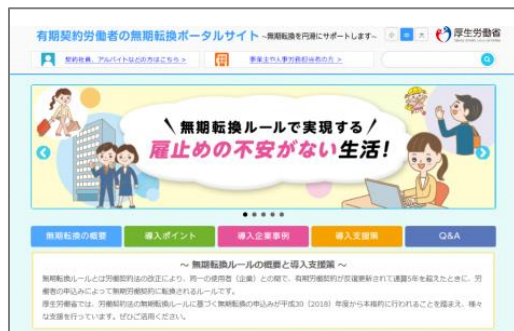 有期契約労働者の無期転換ポータルサイト ~無期転換を円滑にサポートします~
小 中 大
厚生労働省
契約社員、アルバイトなどの方はこちら >
事業主や人事労務担当者の方 >
無期転換ルールで実現する
雇止めの不安がない生活!
無期転換の概要
導入ポイント
導入企業事例
導入支援策
Q&A
~ 無期転換ルールの概要と導入支援策 ~
無期転換ルールとは労働契約法の改正により、同一の使用者(企業)との間で、有期労働契約が反復更新されて通算5年を超えたときに、労
働者の申込みによって無期労働契約に転換されるルールです。
厚生労働省では、労働契約法の無期転換ルールに基づく無期転換の申込みが平成30(2018)年度から本格的に行われることを踏まえ、様々
な支援を行っています。ぜひご活用ください。